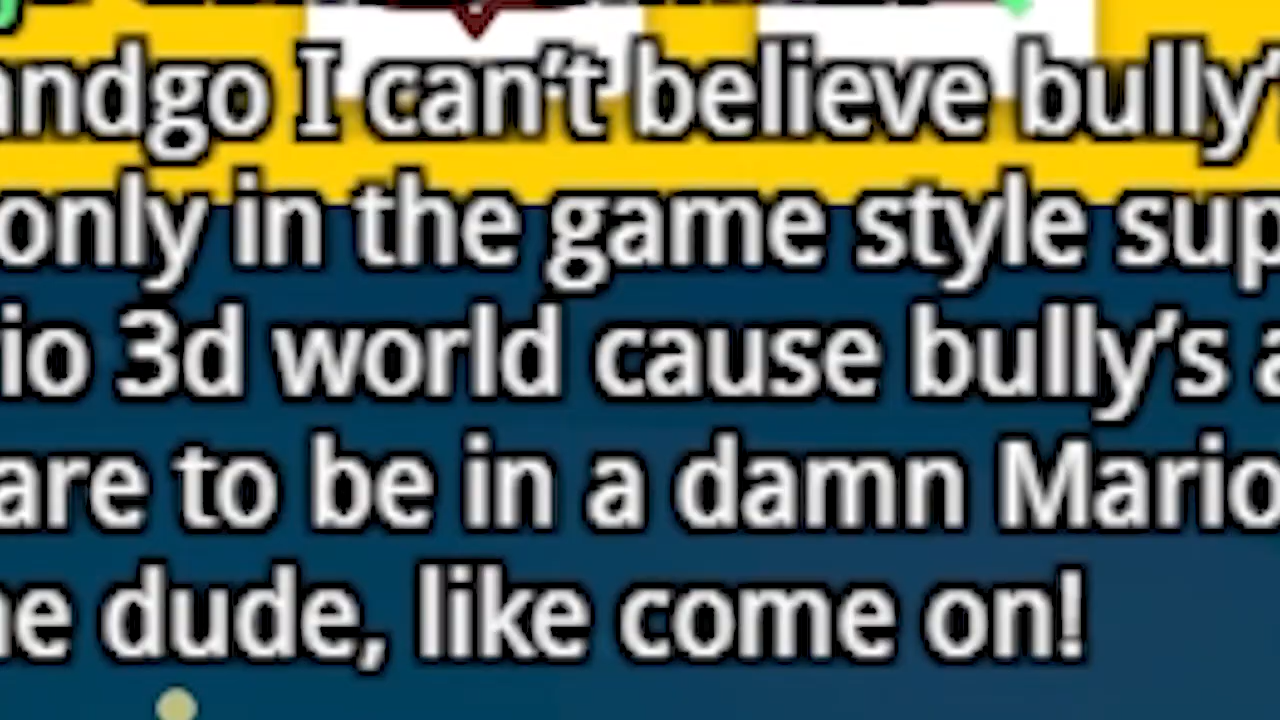 andgo I can't believe bully'
only in the game style sup
io 3d world cause bully's a
are to be in a damn Mario
e dude, like come on!